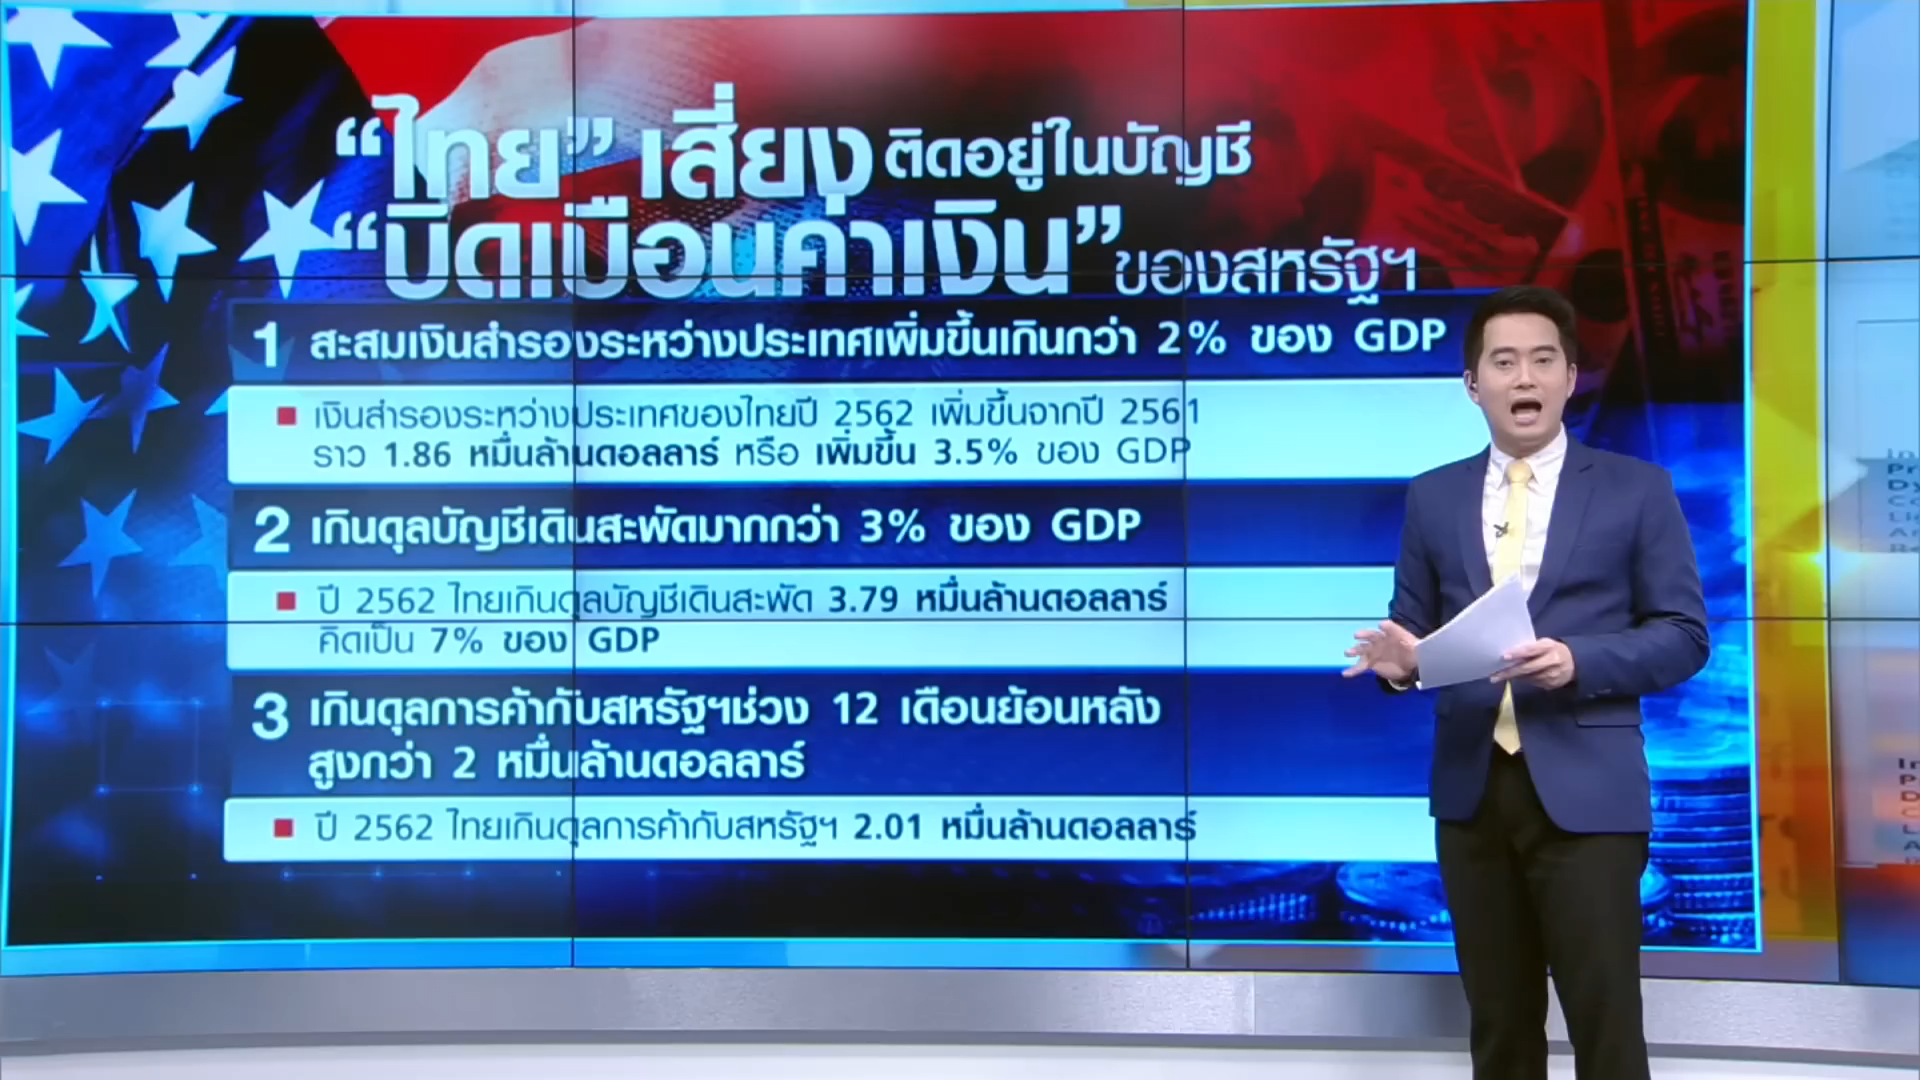 “ไทย” เสี่ยง ติดอยู่ในบัญชี
“บิดเบือนค่าเงิน” ของสหรัฐฯ
1 สะสมเงินสำรองระหว่างประเทศเพิ่มขึ้นเกินกว่า 2% ของ GDP
เงินสำรองระหว่างประเทศของไทยปี 2562 เพิ่มขึ้นจากปี 2561
ราว 1.86 หมื่นล้านดอลลาร์ หรือ เพิ่มขึ้น 3.5% ของ GDP
2 เกินดุลบัญชีเดินสะพัดมากกว่า 3% ของ GDP
ปี 2562 ไทยเกินดุลบัญชีเดินสะพัด 3.79 หมื่นล้านดอลลาร์
คิดเป็น 7% ของ GDP
3 เกินดุลการค้ากับสหรัฐฯช่วง 12 เดือนย้อนหลัง
สูงกว่า 2 หมื่นล้านดอลลาร์
ปี 2562 ไทยเกินดุลการค้ากับสหรัฐฯ 2.01 หมื่นล้านดอลลาร์